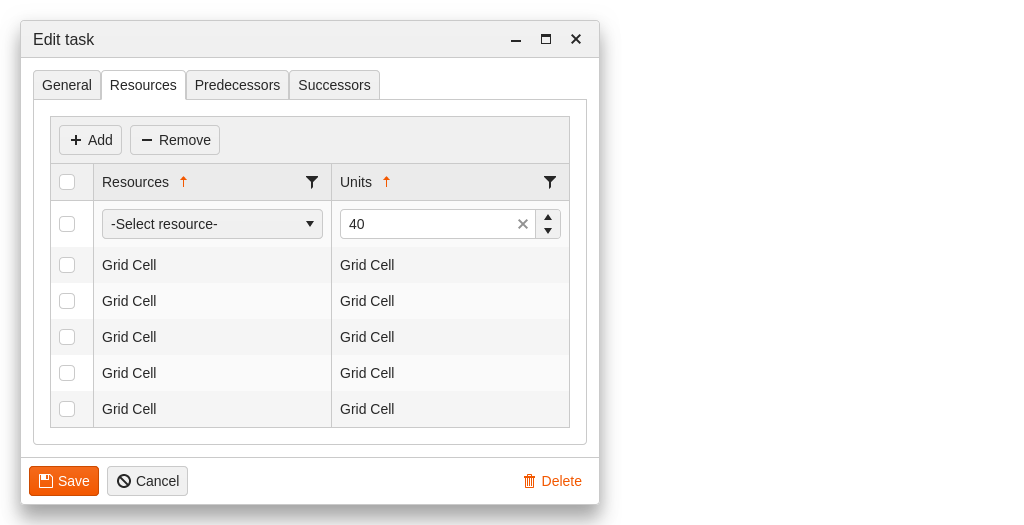 Edit task
General Resources Predecessors Successors
Add Remove
Resources Units
-Select resource- 40
Grid Cell Grid Cell
Grid Cell Grid Cell
Grid Cell Grid Cell
Grid Cell Grid Cell
Grid Cell Grid Cell
Save Cancel Delete